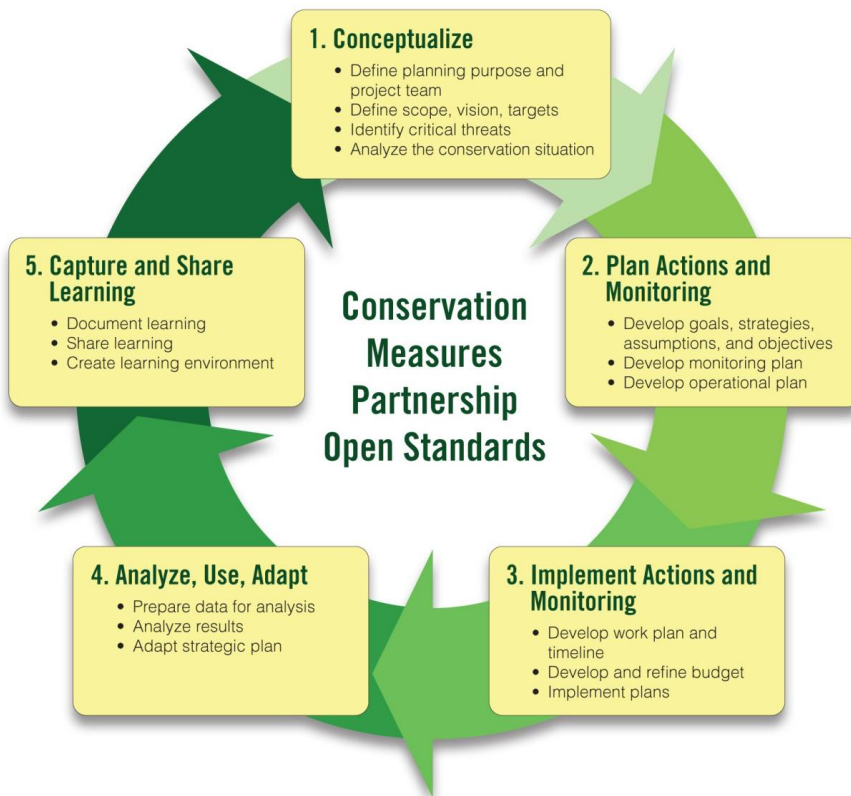 1. Conceptualize
• Define planning purpose and
project team
• Define scope, vision, targets
• Identify critical threats
• Analyze the conservation situation
2. Plan Actions and
Monitoring
• Develop goals, strategies,
assumptions, and objectives
• Develop monitoring plan
• Develop operational plan
3. Implement Actions and
Monitoring
• Develop work plan and
timeline
• Develop and refine budget
• Implement plans
4. Analyze, Use, Adapt
• Prepare data for analysis
• Analyze results
• Adapt strategic plan
5. Capture and Share
Learning
• Document learning
• Share learning
• Create learning environment
Conservation
Measures
Partnership
Open Standards